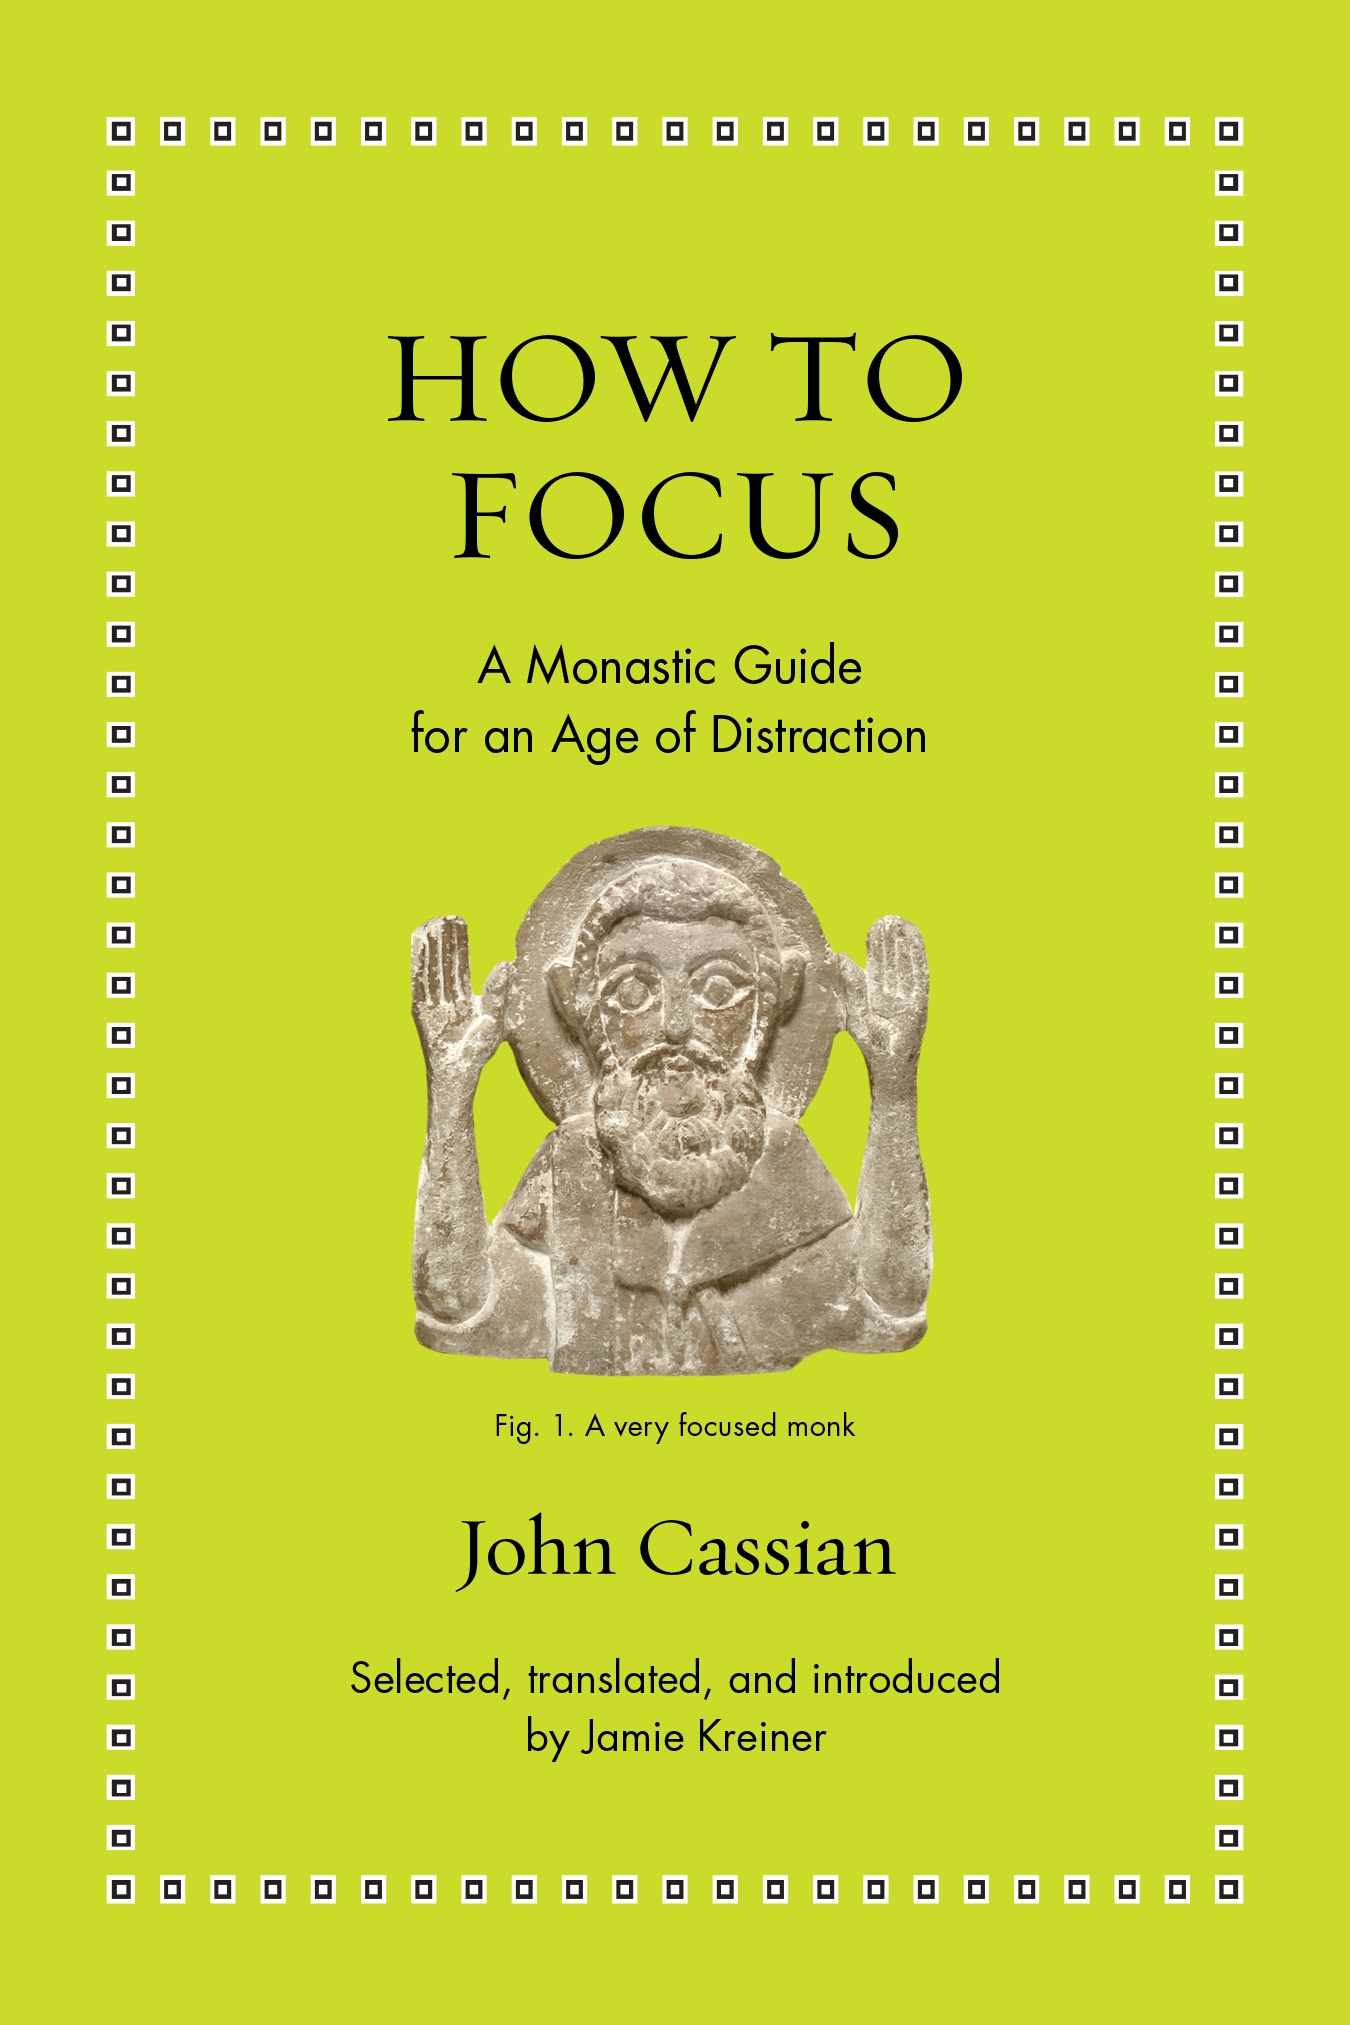 HOW TO
FOCUS
A Monastic Guide
for an Age of Distraction
Fig. 1. A very focused monk
John Cassian
Selected, translated, and introduced
by Jamie Kreiner